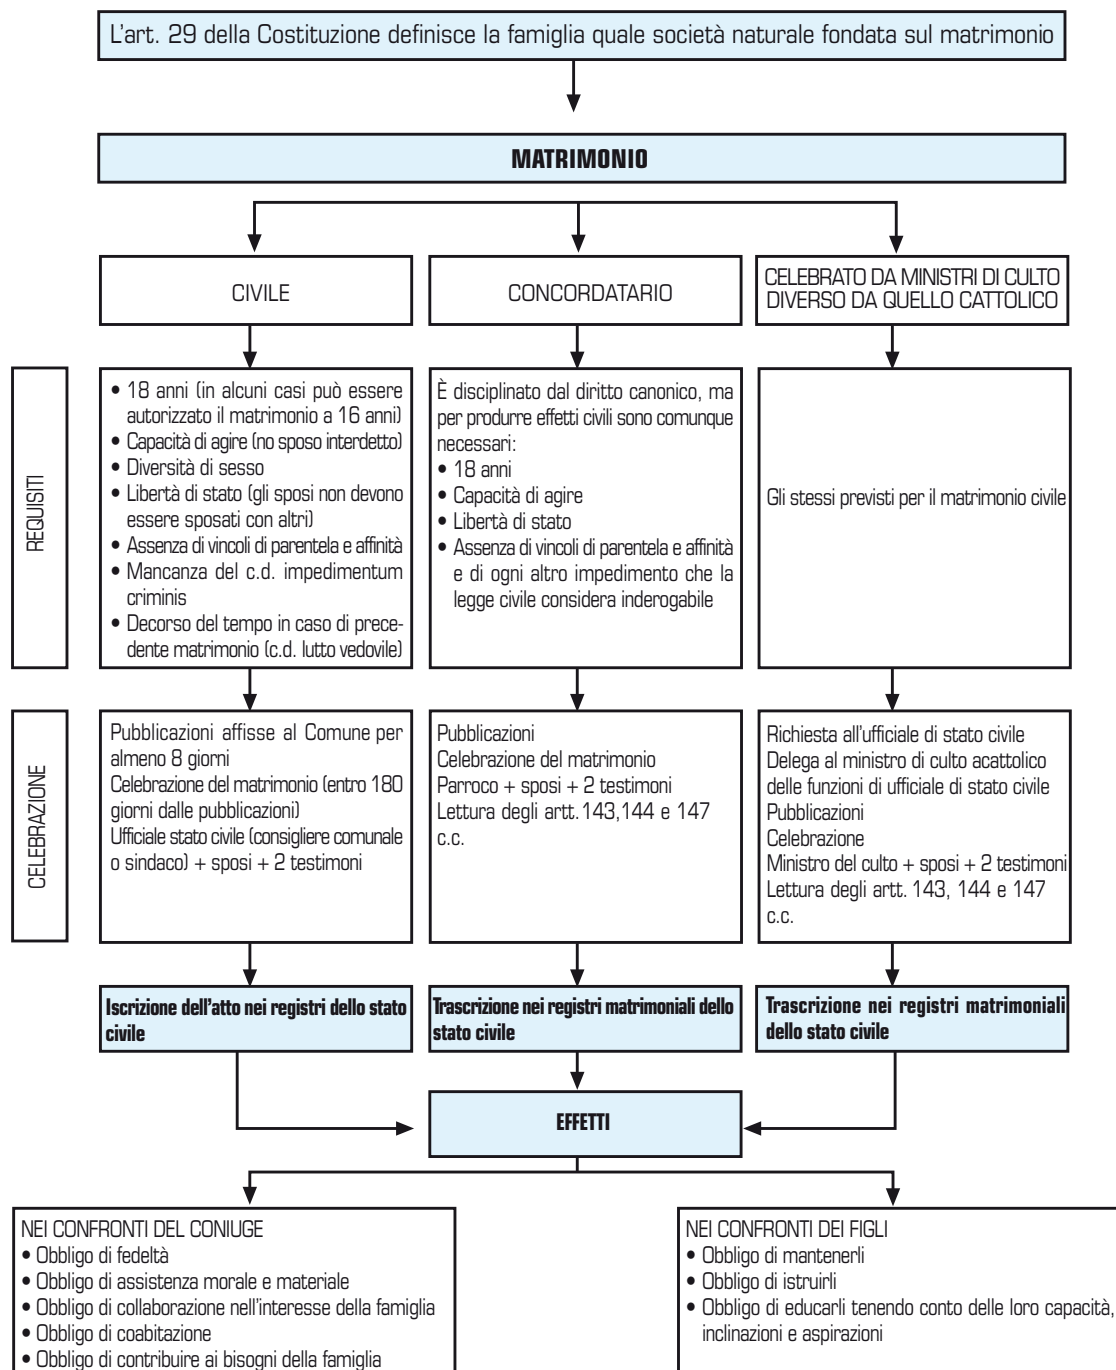 L'art. 29 della Costituzione definisce la famiglia quale società naturale fondata sul matrimonio
MATRIMONIO
CIVILE
CONCORDATARIO
CELEBRATO DA MINISTRI DI CULTO
DIVERSO DA QUELLO CATTOLICO
REQUISITI
• 18 anni (in alcuni casi può essere
autorizzato il matrimonio a 16 anni)
• Capacità di agire (no sposo interdetto)
• Diversità di sesso
• Libertà di stato (gli sposi non devono
essere sposati con altri)
• Assenza di vincoli di parentela e affinità
• Mancanza del c.d. impedimentum
criminis
• Decorso del tempo in caso di prece-
dente matrimonio (c.d. lutto vedovile)
È disciplinato dal diritto canonico, ma
per produrre effetti civili sono comunque
necessari:
• 18 anni
• Capacità di agire
• Libertà di stato
• Assenza di vincoli di parentela e affinità
e di ogni altro impedimento che la
legge civile considera inderogabile
Gli stessi previsti per il matrimonio civile
CELEBRAZIONE
Pubblicazioni affisse al Comune per
almeno 8 giorni
Celebrazione del matrimonio (entro 180
giorni dalle pubblicazioni)
Ufficiale stato civile (consigliere comunale
o sindaco) + sposi + 2 testimoni
Pubblicazioni
Celebrazione del matrimonio
Parroco + sposi + 2 testimoni
Lettura degli artt. 143,144 e 147
c.c.
Richiesta all'ufficiale di stato civile
Delega al ministro di culto acattolico
delle funzioni di ufficiale di stato civile
Pubblicazioni
Celebrazione
Ministro del culto + sposi + 2 testimoni
Lettura degli artt. 143, 144 e 147
c.c.
Iscrizione dell'atto nei registri dello stato
civile
Trascrizione nei registri matrimoniali dello
stato civile
Trascrizione nei registri matrimoniali
dello stato civile
EFFETTI
NEI CONFRONTI DEL CONIUGE
• Obbligo di fedeltà
• Obbligo di assistenza morale e materiale
• Obbligo di collaborazione nell'interesse della famiglia
• Obbligo di coabitazione
• Obbligo di contribuire ai bisogni della famiglia
NEI CONFRONTI DEI FIGLI
• Obbligo di mantenerli
• Obbligo di istruirli
• Obbligo di educarli tenendo conto delle loro capacità,
inclinazioni e aspirazioni